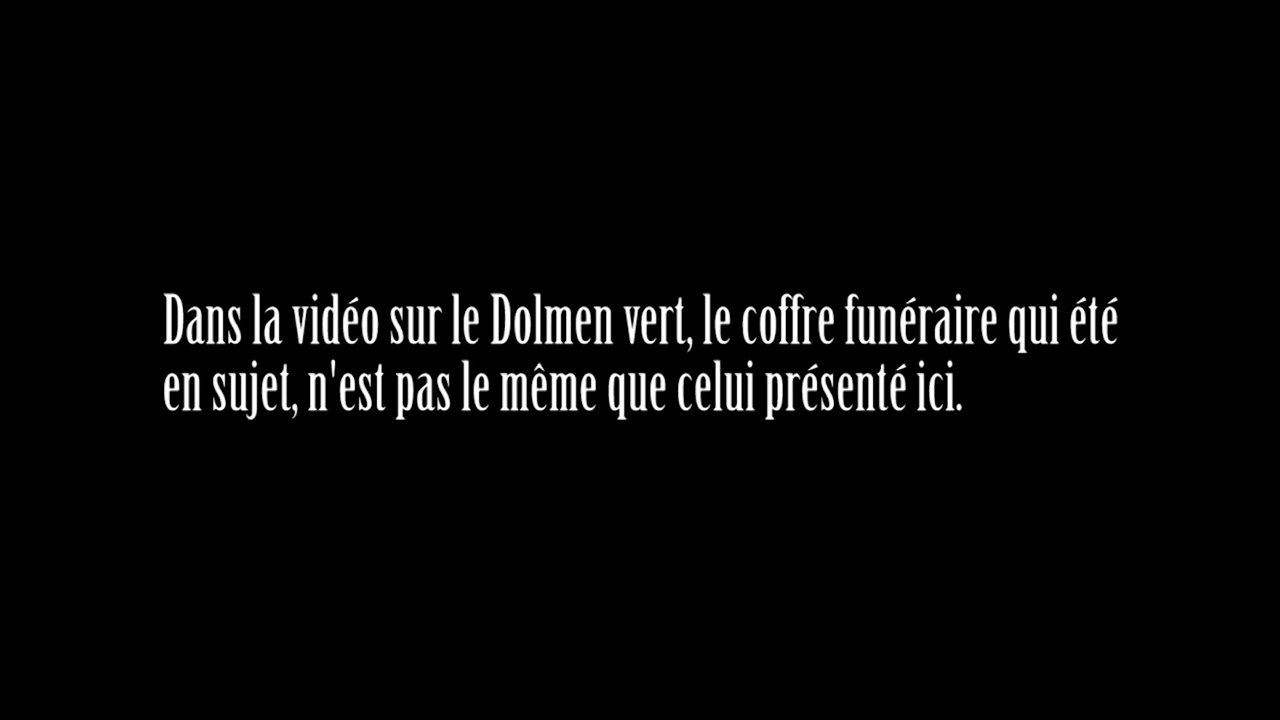 Dans la vidéo sur le Dolmen vert, le coffre funéraire qui été
en sujet, n'est pas le même que celui présenté ici.